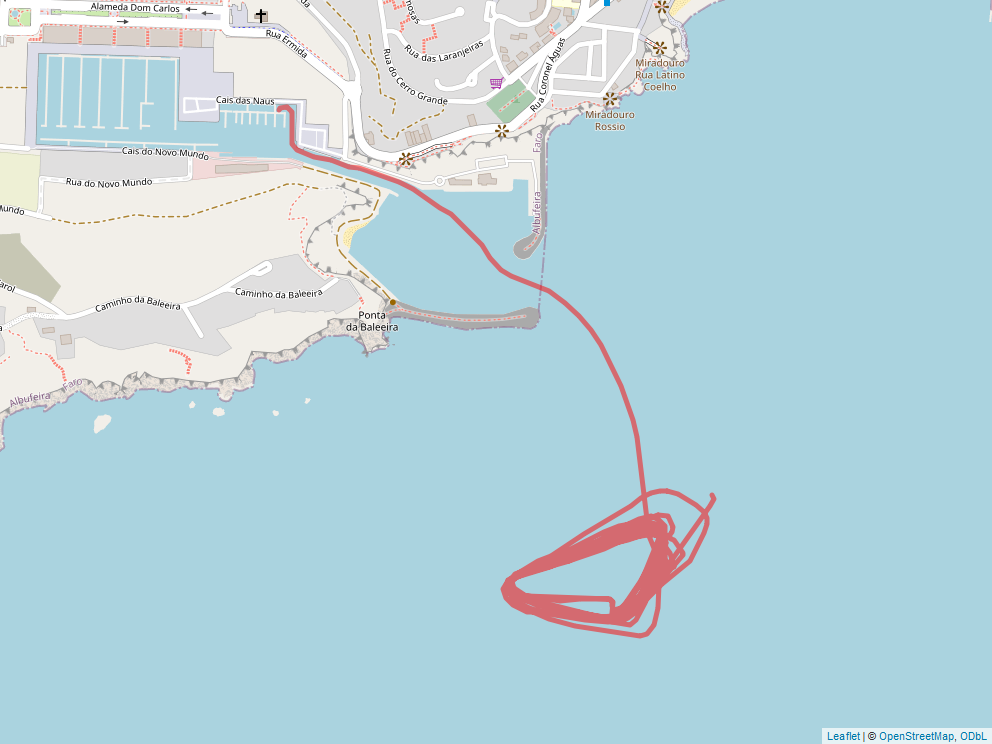 Alameda Dom Carlos
Rua Ermida
Rua das Laranjeiras
Rua do Cerro Grande
Rua Coronel Águas
Miradouro
Rua Latino
Coelho
Miradouro
Rossio
Cais das Naus
Cais do Novo Mundo
Rua do Novo Mundo
Mundo
Faro
Albufeira
Caminho da Baleeira
Caminho da Baleeira
Ponta
da Baleeira
Albufeira
Faro
Leaflet | © OpenStreetMap, ODbL